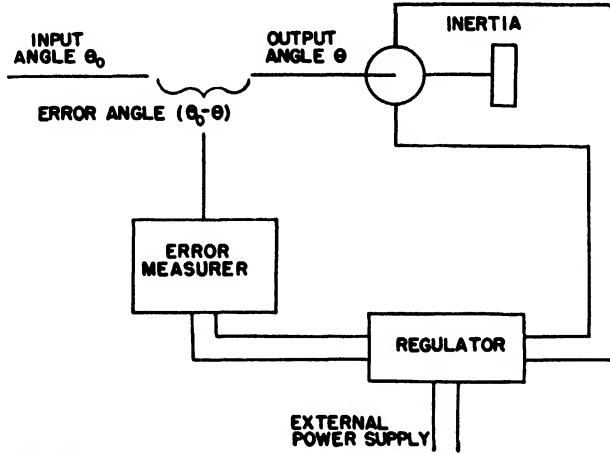 INPUT
ANGLE θ₀
OUTPUT
ANGLE θ
INERTIA
ERROR ANGLE (θ₀-θ)
ERROR
MEASURER
REGULATOR
EXTERNAL
POWER SUPPLY